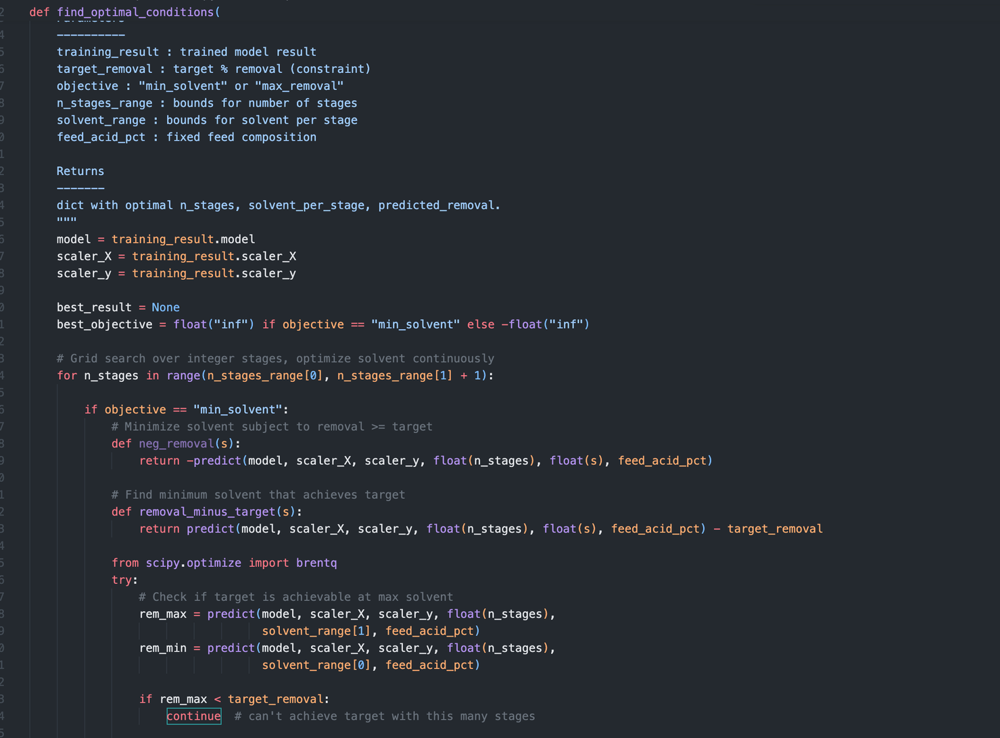 def find_optimal_conditions(
Parameters
----------
training_result : trained model result
target_removal : target % removal (constraint)
objective : "min_solvent" or "max_removal"
n_stages_range : bounds for number of stages
solvent_range : bounds for solvent per stage
feed_acid_pct : fixed feed composition
Returns
-------
dict with optimal n_stages, solvent_per_stage, predicted_removal.
"""
model = training_result.model
scaler_X = training_result.scaler_X
scaler_y = training_result.scaler_y
best_result = None
best_objective = float("inf") if objective == "min_solvent" else -float("inf")
# Grid search over integer stages, optimize solvent continuously
for n_stages in range(n_stages_range[0], n_stages_range[1] + 1):
if objective == "min_solvent":
# Minimize solvent subject to removal >= target
def neg_removal(s):
return -predict(model, scaler_X, scaler_y, float(n_stages), float(s), feed_acid_pct)
# Find minimum solvent that achieves target
def removal_minus_target(s):
return predict(model, scaler_X, scaler_y, float(n_stages), float(s), feed_acid_pct) - target_removal
from scipy.optimize import brentq
try:
# Check if target is achievable at max solvent
rem_max = predict(model, scaler_X, scaler_y, float(n_stages),
solvent_range[1], feed_acid_pct)
rem_min = predict(model, scaler_X, scaler_y, float(n_stages),
solvent_range[0], feed_acid_pct)
if rem_max < target_removal:
continue # can't achieve target with this many stages